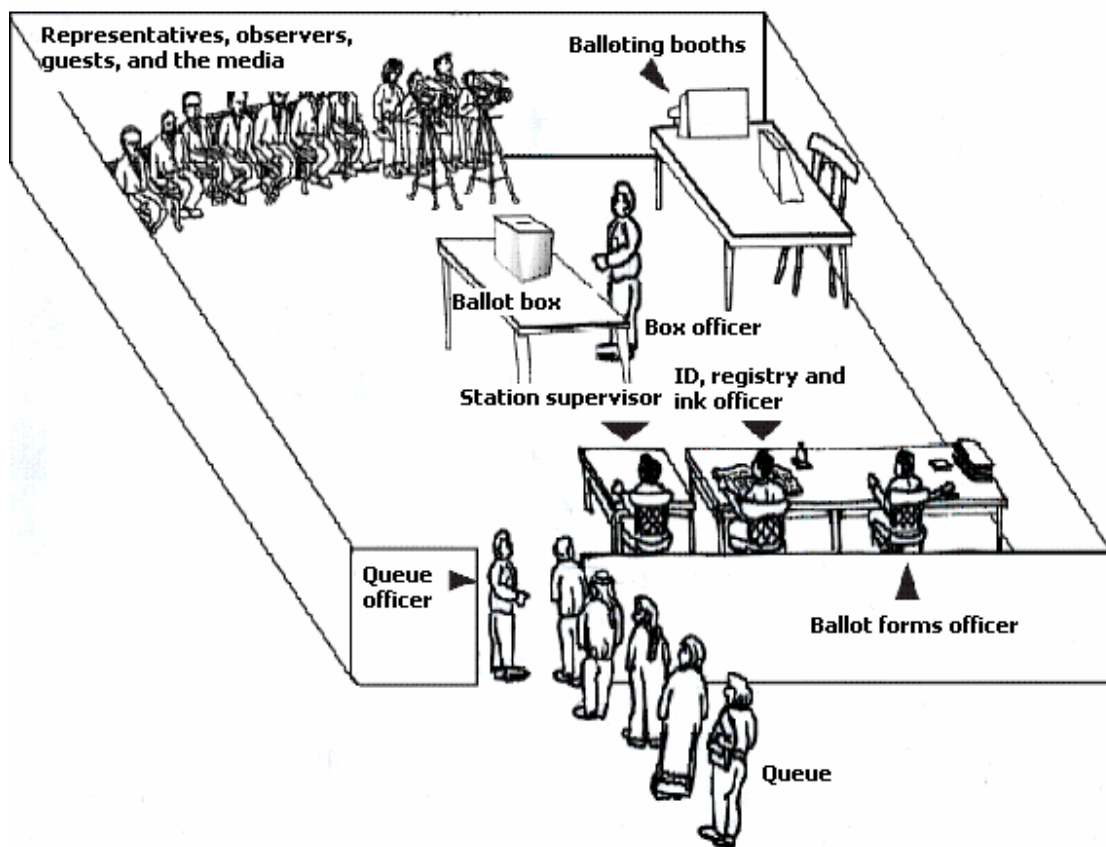 Representatives, observers,
guests, and the media
Balloting booths
Ballot box
Box officer
Station supervisor
ID, registry and
ink officer
Queue
officer
Ballot forms officer
Queue